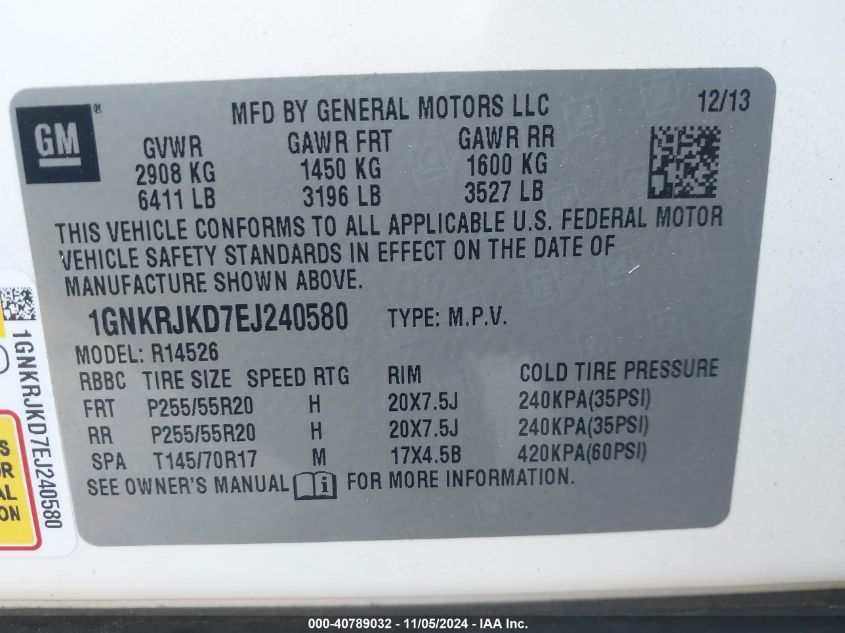 GM ®
MFD BY GENERAL MOTORS LLC 12/13
GVWR GAWR FRT GAWR RR
2908 KG 1450 KG 1600 KG
6411 LB 3196 LB 3527 LB
THIS VEHICLE CONFORMS TO ALL APPLICABLE U.S. FEDERAL MOTOR
VEHICLE SAFETY STANDARDS IN EFFECT ON THE DATE OF
MANUFACTURE SHOWN ABOVE.
1GNKRJKD7EJ240580 TYPE: M.P.V.
MODEL: R14526
RBBC TIRE SIZE SPEED RTG RIM COLD TIRE PRESSURE
FRT P255/55R20 H 20X7.5J 240KPA(35PSI)
RR P255/55R20 H 20X7.5J 240KPA(35PSI)
SPA T145/70R17 M 17X4.5B 420KPA(60PSI)
SEE OWNER'S MANUAL i FOR MORE INFORMATION.
1GNKRJKD7EJ240580
000-40789032 - 11/05/2024 - IAA, Inc.